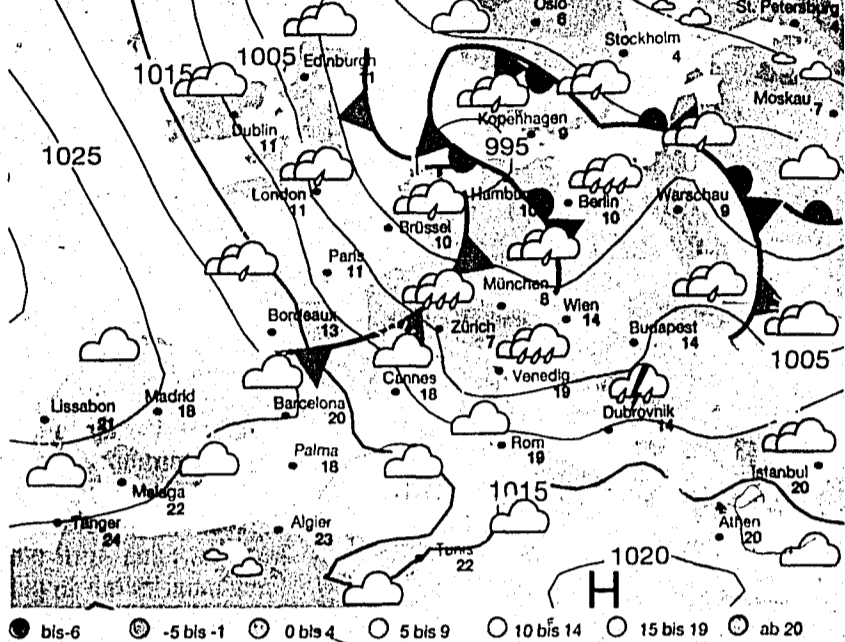 Oslo
6
St. Petersburg
4
Stockholm
4
1015
1005
Edinburgh
11
Moskau
7
Dublin
11
Kopenhagen
9
995
1025
London
11
Hamburg
10
Berlin
10
Warschau
9
Brüssel
10
Paris
11
München
8
Wien
14
Bordeaux
13
Zürich
7
Budapest
14
1005
Venedig
19
Cannes
18
Lissabon
21
Madrid
18
Barcelona
20
Dubrovnik
14
Rom
19
Palma
18
Istanbul
20
Malaga
22
1015
Tanger
24
Algier
23
Athen
20
Tunis
22
1020
H
bis-6
-5 bis -1
0 bis 4
5 bis 9
10 bis 14
15 bis 19
ab 20